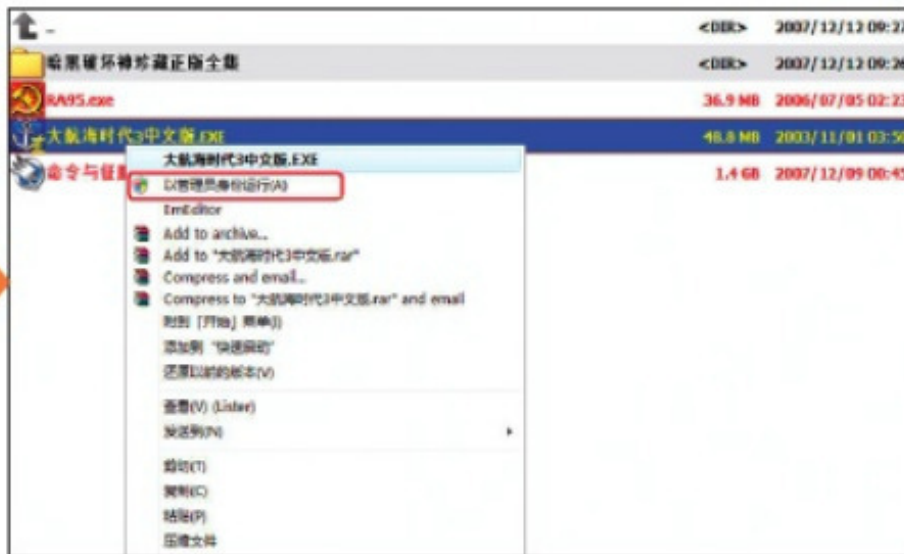 - <DIR> 2007/12/12 09:27
暗黑破坏神珍藏正版全集 <DIR> 2007/12/12 09:26
RA95.exe 36.9 MB 2006/07/05 02:23
大航海时代3中文版.EXE 48.8 MB 2003/11/01 03:50
命令与征 1.4 GB 2007/12/09 00:45
大航海时代3中文版.EXE
以管理员身份运行(A)
EmEditor
Add to archive...
Add to "大航海时代3中文版.rar"
Compress and email...
Compress to "大航海时代3中文版.rar" and email
附到「开始」菜单(I)
添加到 "快速启动"
还原以前的版本(V)
查看(V) (Lister)
发送到(N)
剪切(T)
复制(C)
粘贴(P)
压缩文件